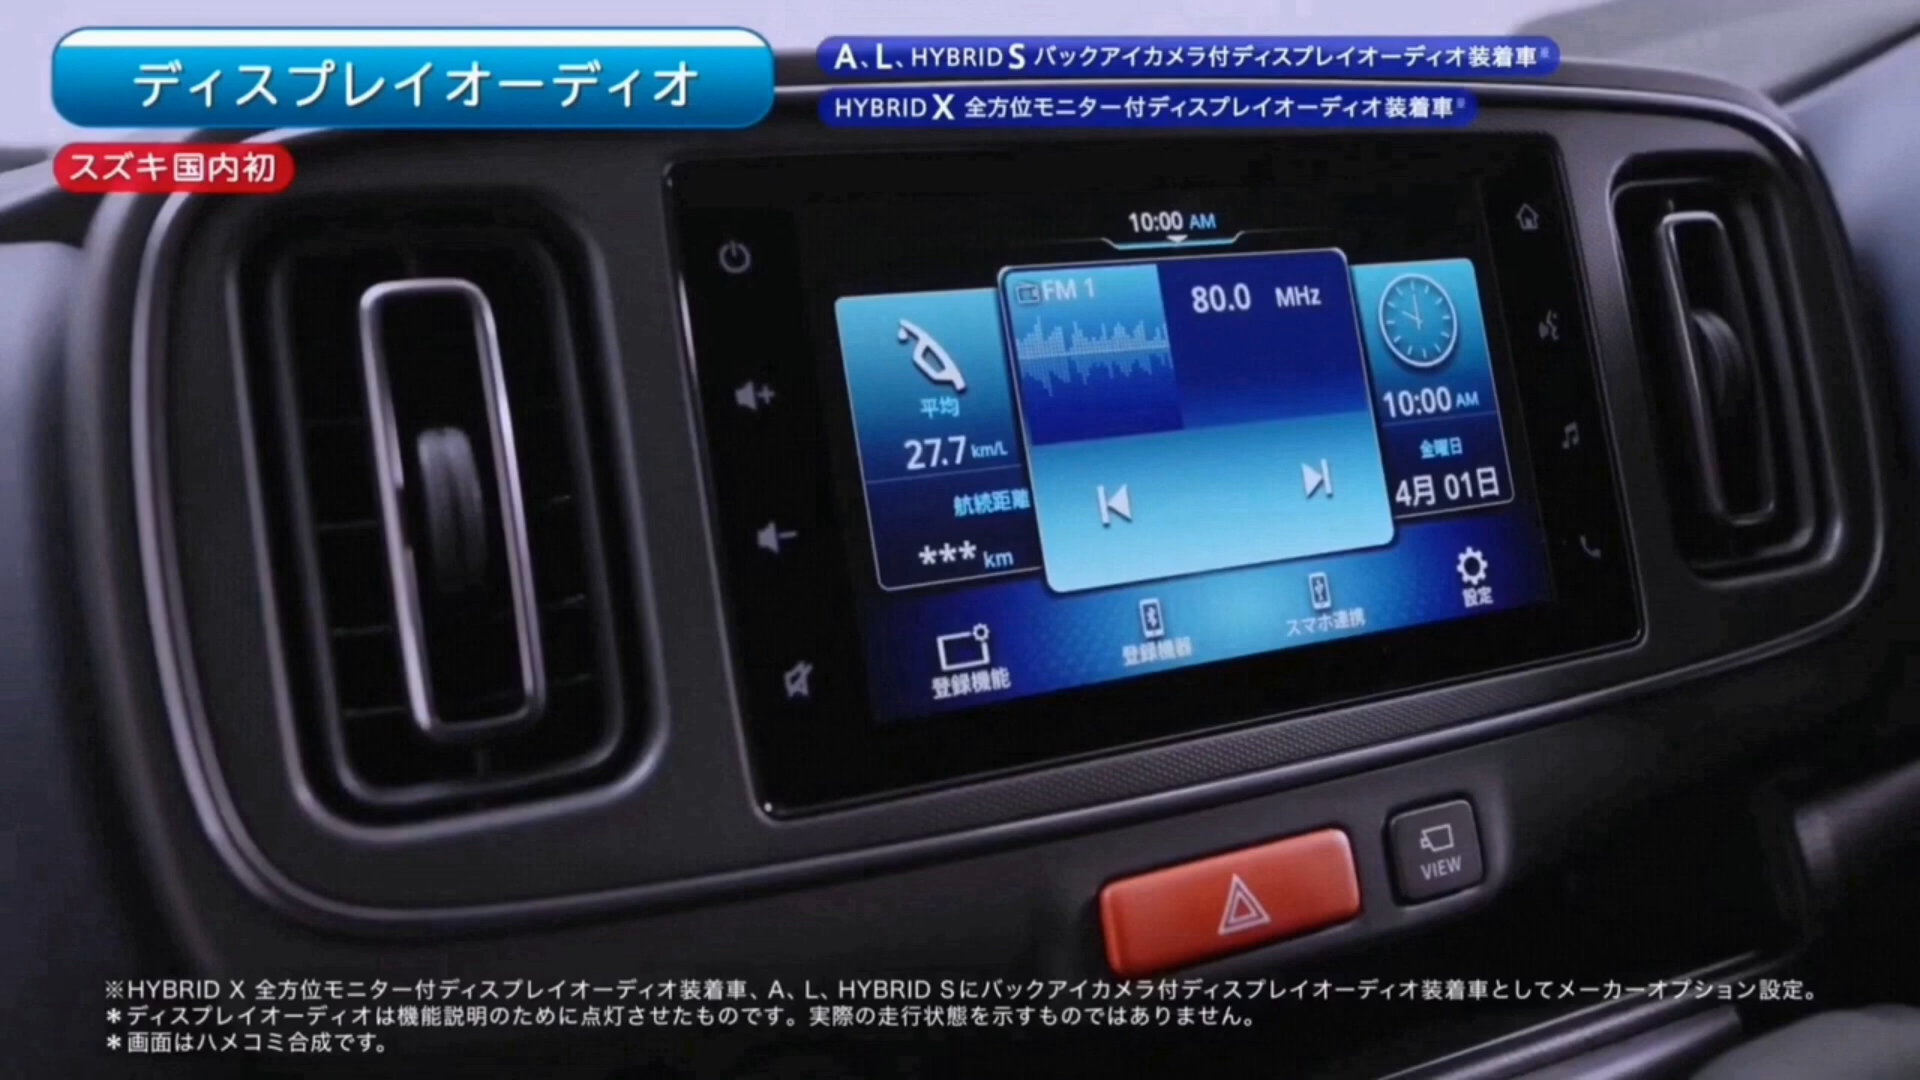 ディスプレイオーディオ
A、L、HYBRID S バックアイカメラ付ディスプレイオーディオ装着車※
HYBRID X 全方位モニター付ディスプレイオーディオ装着車※
スズキ国内初
10:00 AM
FM 1
80.0 MHz
平均
27.7 km/L
航続距離
*** km
10:00 AM
金曜日
4月 01日
登録機能
登録機器
スマホ連携
設定
VIEW
※HYBRID X 全方位モニター付ディスプレイオーディオ装着車、A、L、HYBRID Sにバックアイカメラ付ディスプレイオーディオ装着車としてメーカーオプション設定。
＊ディスプレイオーディオは機能説明のために点灯させたものです。実際の走行状態を示すものではありません。
＊画面はハメコミ合成です。